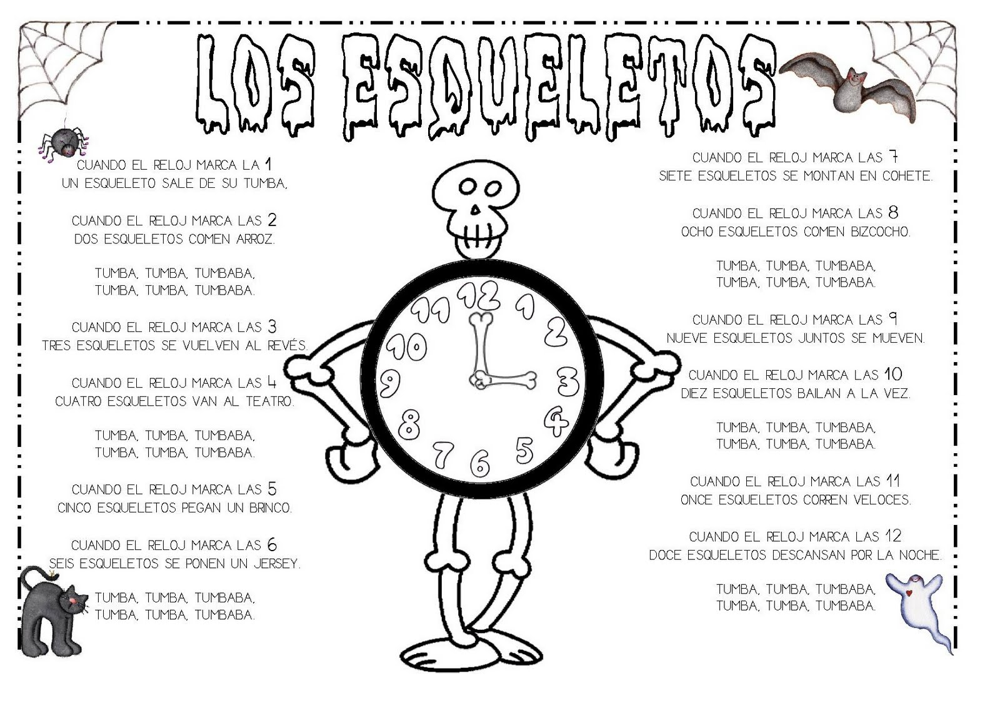 LOS ESQUELETOS
CUANDO EL RELOJ MARCA LA 1
UN ESQUELETO SALE DE SU TUMBA,
CUANDO EL RELOJ MARCA LAS 2
DOS ESQUELETOS COMEN ARROZ.
TUMBA, TUMBA, TUMBABA,
TUMBA, TUMBA, TUMBABA.
CUANDO EL RELOJ MARCA LAS 3
TRES ESQUELETOS SE VUELVEN AL REVÉS.
CUANDO EL RELOJ MARCA LAS 4
CUATRO ESQUELETOS VAN AL TEATRO.
TUMBA, TUMBA, TUMBABA,
TUMBA, TUMBA, TUMBABA.
CUANDO EL RELOJ MARCA LAS 5
CINCO ESQUELETOS PEGAN UN BRINCO.
CUANDO EL RELOJ MARCA LAS 6
SEIS ESQUELETOS SE PONEN UN JERSEY.
TUMBA, TUMBA, TUMBABA,
TUMBA, TUMBA, TUMBABA.
12
1
2
3
4
5
6
7
8
9
10
11
CUANDO EL RELOJ MARCA LAS 7
SIETE ESQUELETOS SE MONTAN EN COHETE.
CUANDO EL RELOJ MARCA LAS 8
OCHO ESQUELETOS COMEN BIZCOCHO.
TUMBA, TUMBA, TUMBABA,
TUMBA, TUMBA, TUMBABA.
CUANDO EL RELOJ MARCA LAS 9
NUEVE ESQUELETOS JUNTOS SE MUEVEN.
CUANDO EL RELOJ MARCA LAS 10
DIEZ ESQUELETOS BAILAN A LA VEZ.
TUMBA, TUMBA, TUMBABA,
TUMBA, TUMBA, TUMBABA.
CUANDO EL RELOJ MARCA LAS 11
ONCE ESQUELETOS CORREN VELOCES.
CUANDO EL RELOJ MARCA LAS 12
DOCE ESQUELETOS DESCANSAN POR LA NOCHE.
TUMBA, TUMBA, TUMBABA,
TUMBA, TUMBA, TUMBABA.